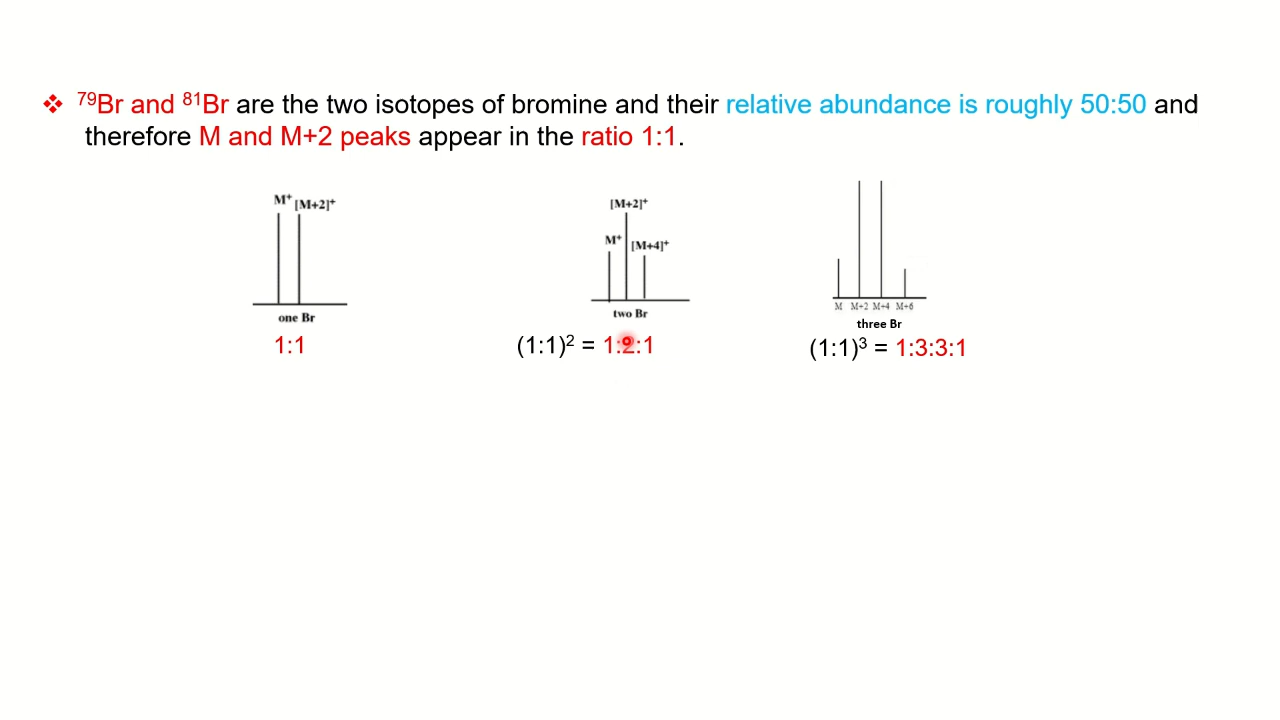 ❖ ⁷⁹Br and ⁸¹Br are the two isotopes of bromine and their relative abundance is roughly 50:50 and
therefore M and M+2 peaks appear in the ratio 1:1.
M⁺ [M+2]⁺
one Br
1:1
[M+2]⁺
M⁺ [M+4]⁺
two Br
(1:1)² = 1:2:1
M M+2 M+4 M+6
three Br
(1:1)³ = 1:3:3:1